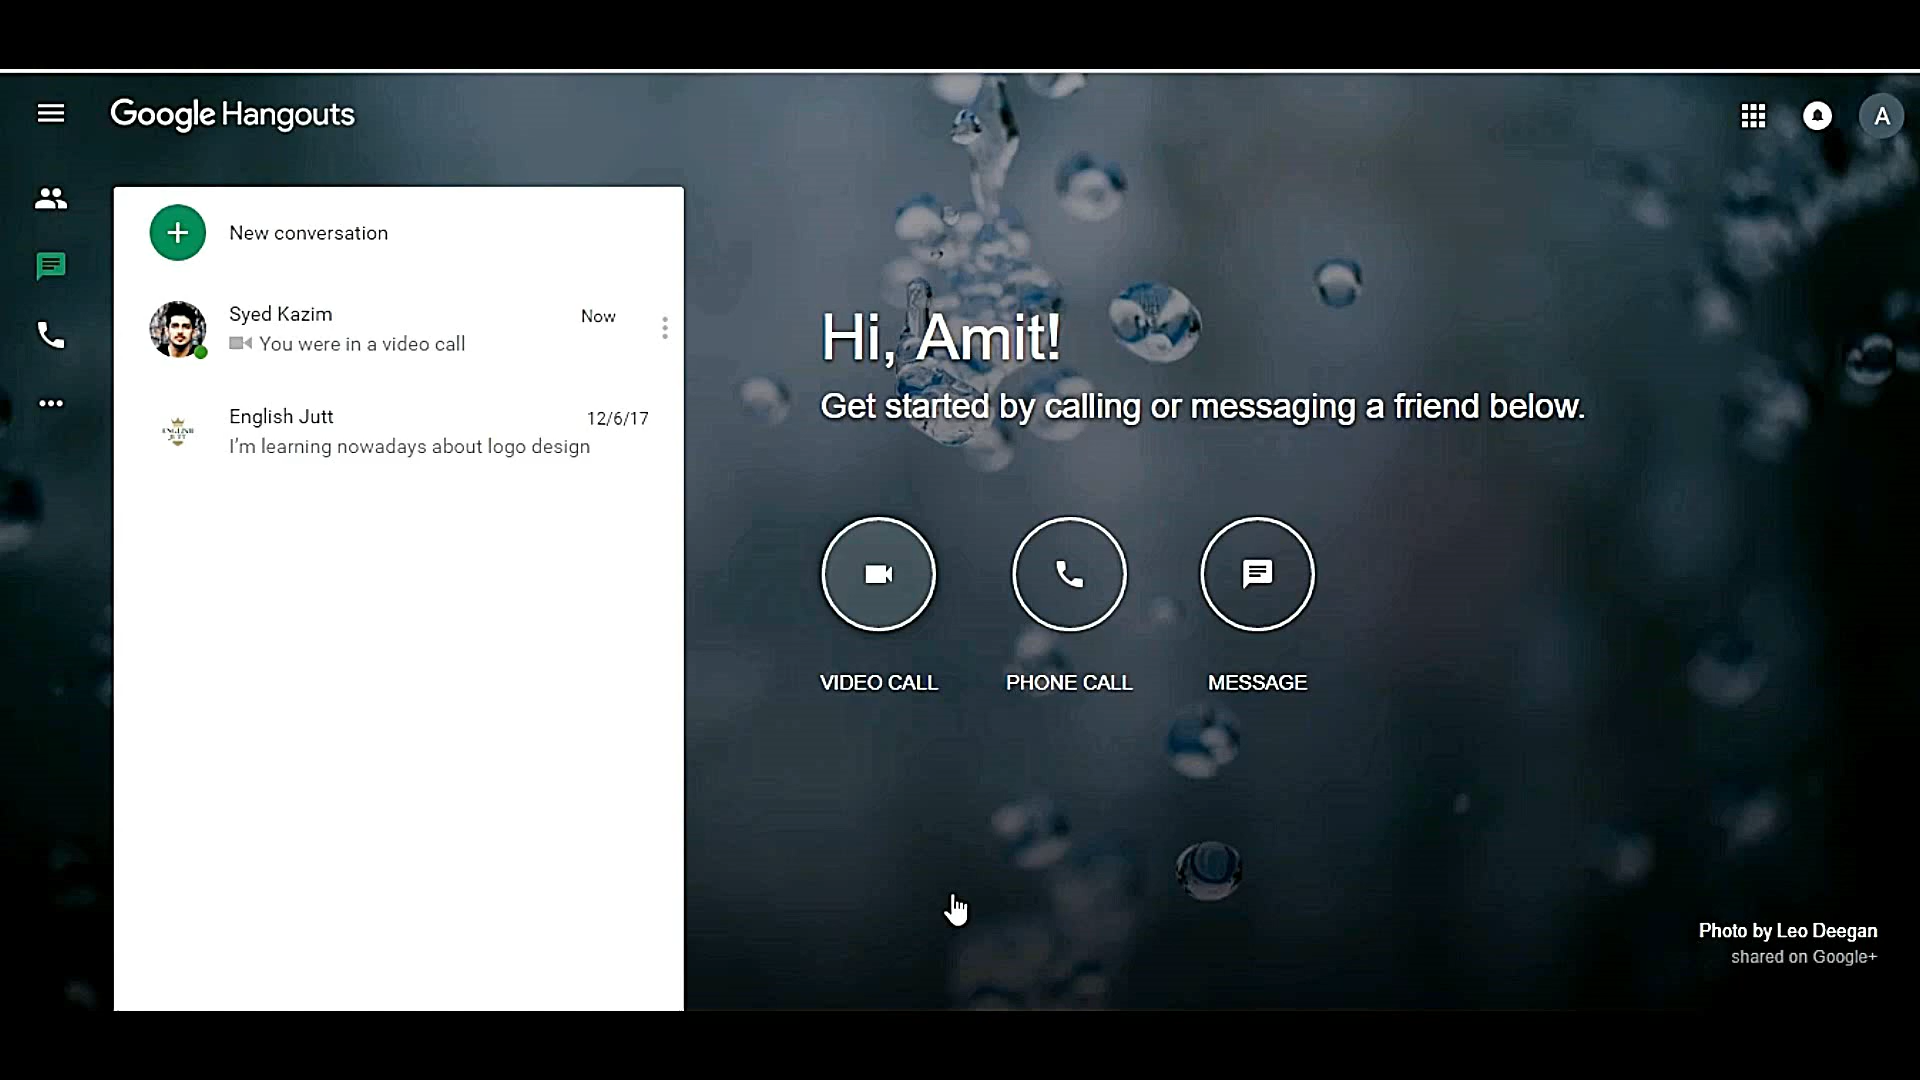 Google Hangouts
A
New conversation
Syed Kazim
Now
You were in a video call
English Jutt
12/6/17
I'm learning nowadays about logo design
ENGLISH
JUTT
Hi, Amit!
Get started by calling or messaging a friend below.
VIDEO CALL
PHONE CALL
MESSAGE
Photo by Leo Deegan
shared on Google+